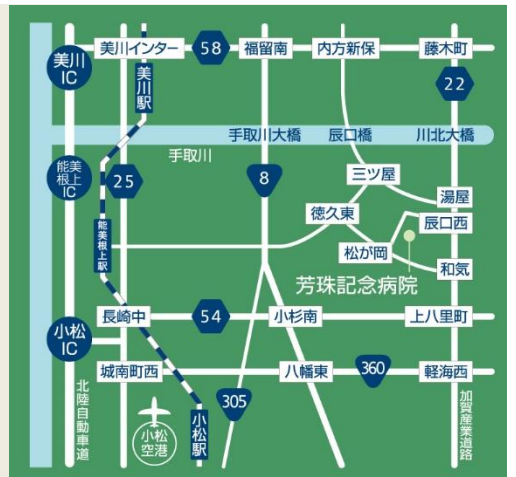 美川インター
58
福留南
内方新保
藤木町
美川
IC
美川駅
22
手取川大橋
辰口橋
川北大橋
手取川
能美
根上
IC
25
8
三ツ屋
湯屋
徳久東
辰口西
能美根上駅
松が岡
和気
芳珠記念病院
小松
IC
長崎中
54
小杉南
上八里町
城南町西
八幡東
360
軽海西
北陸自動車道
小松
空港
小松駅
305
加賀産業道路